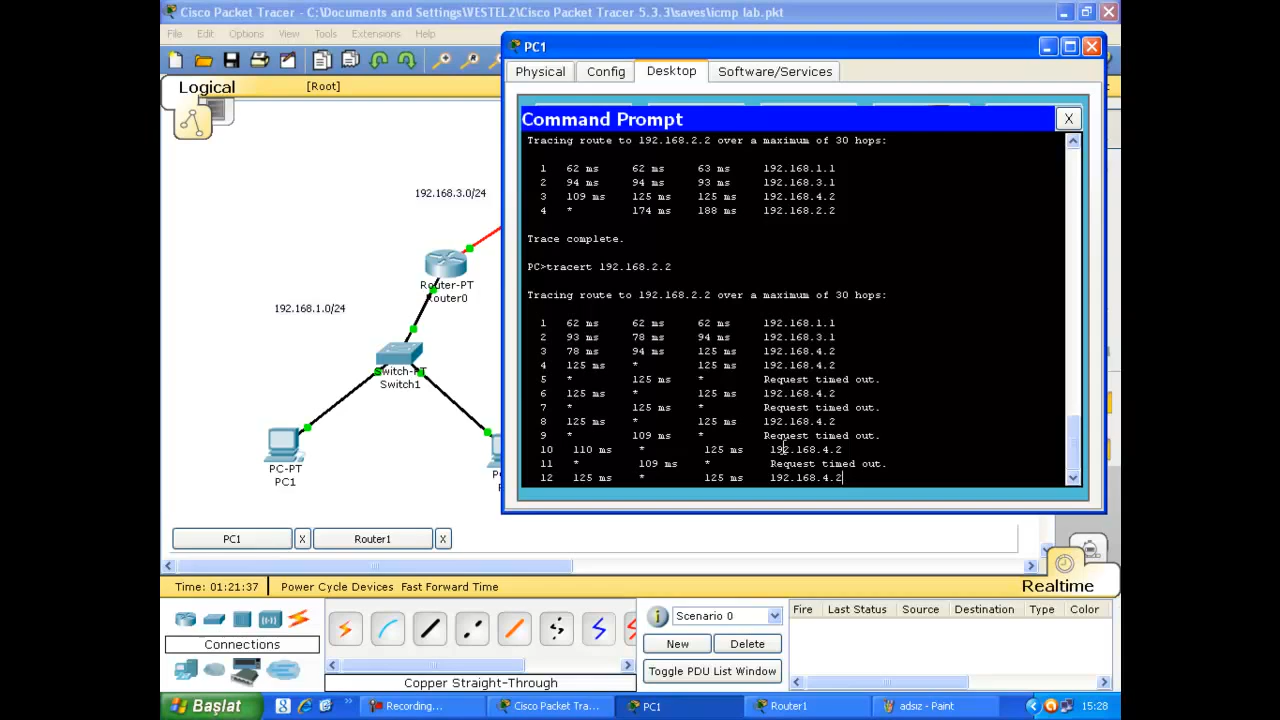 Cisco Packet Tracer - C:\Documents and Settings\VESTEL2\Cisco Packet Tracer 5.3.3\saves\icmp lab.pkt
File Edit Options View Tools Extensions Help
Logical
[Root]
192.168.3.0/24
Router-PT
Router0
192.168.1.0/24
Switch-PT
Switch1
PC-PT
PC1
PC1
Physical Config Desktop Software/Services
Command Prompt X
Tracing route to 192.168.2.2 over a maximum of 30 hops:
1 62 ms 62 ms 63 ms 192.168.1.1
2 94 ms 94 ms 93 ms 192.168.3.1
3 109 ms 125 ms 125 ms 192.168.4.2
4 * 174 ms 188 ms 192.168.2.2
Trace complete.
PC>tracert 192.168.2.2
Tracing route to 192.168.2.2 over a maximum of 30 hops:
1 62 ms 62 ms 62 ms 192.168.1.1
2 93 ms 78 ms 94 ms 192.168.3.1
3 78 ms 94 ms 125 ms 192.168.4.2
4 125 ms * 125 ms 192.168.4.2
5 * 125 ms * Request timed out.
6 125 ms * 125 ms 192.168.4.2
7 * 125 ms * Request timed out.
8 125 ms * 125 ms 192.168.4.2
9 * 109 ms * Request timed out.
10 110 ms * 125 ms 192.168.4.2
11 * 109 ms * Request timed out.
12 125 ms * 125 ms 192.168.4.2
PC1 X Router1 X
Time: 01:21:37 Power Cycle Devices Fast Forward Time
Realtime
Connections
Copper Straight-Through
Scenario 0
New Delete
Toggle PDU List Window
Fire Last Status Source Destination Type Color
Başlat Recording... Cisco Packet Tra... PC1 Router1 adsız - Paint 15:28